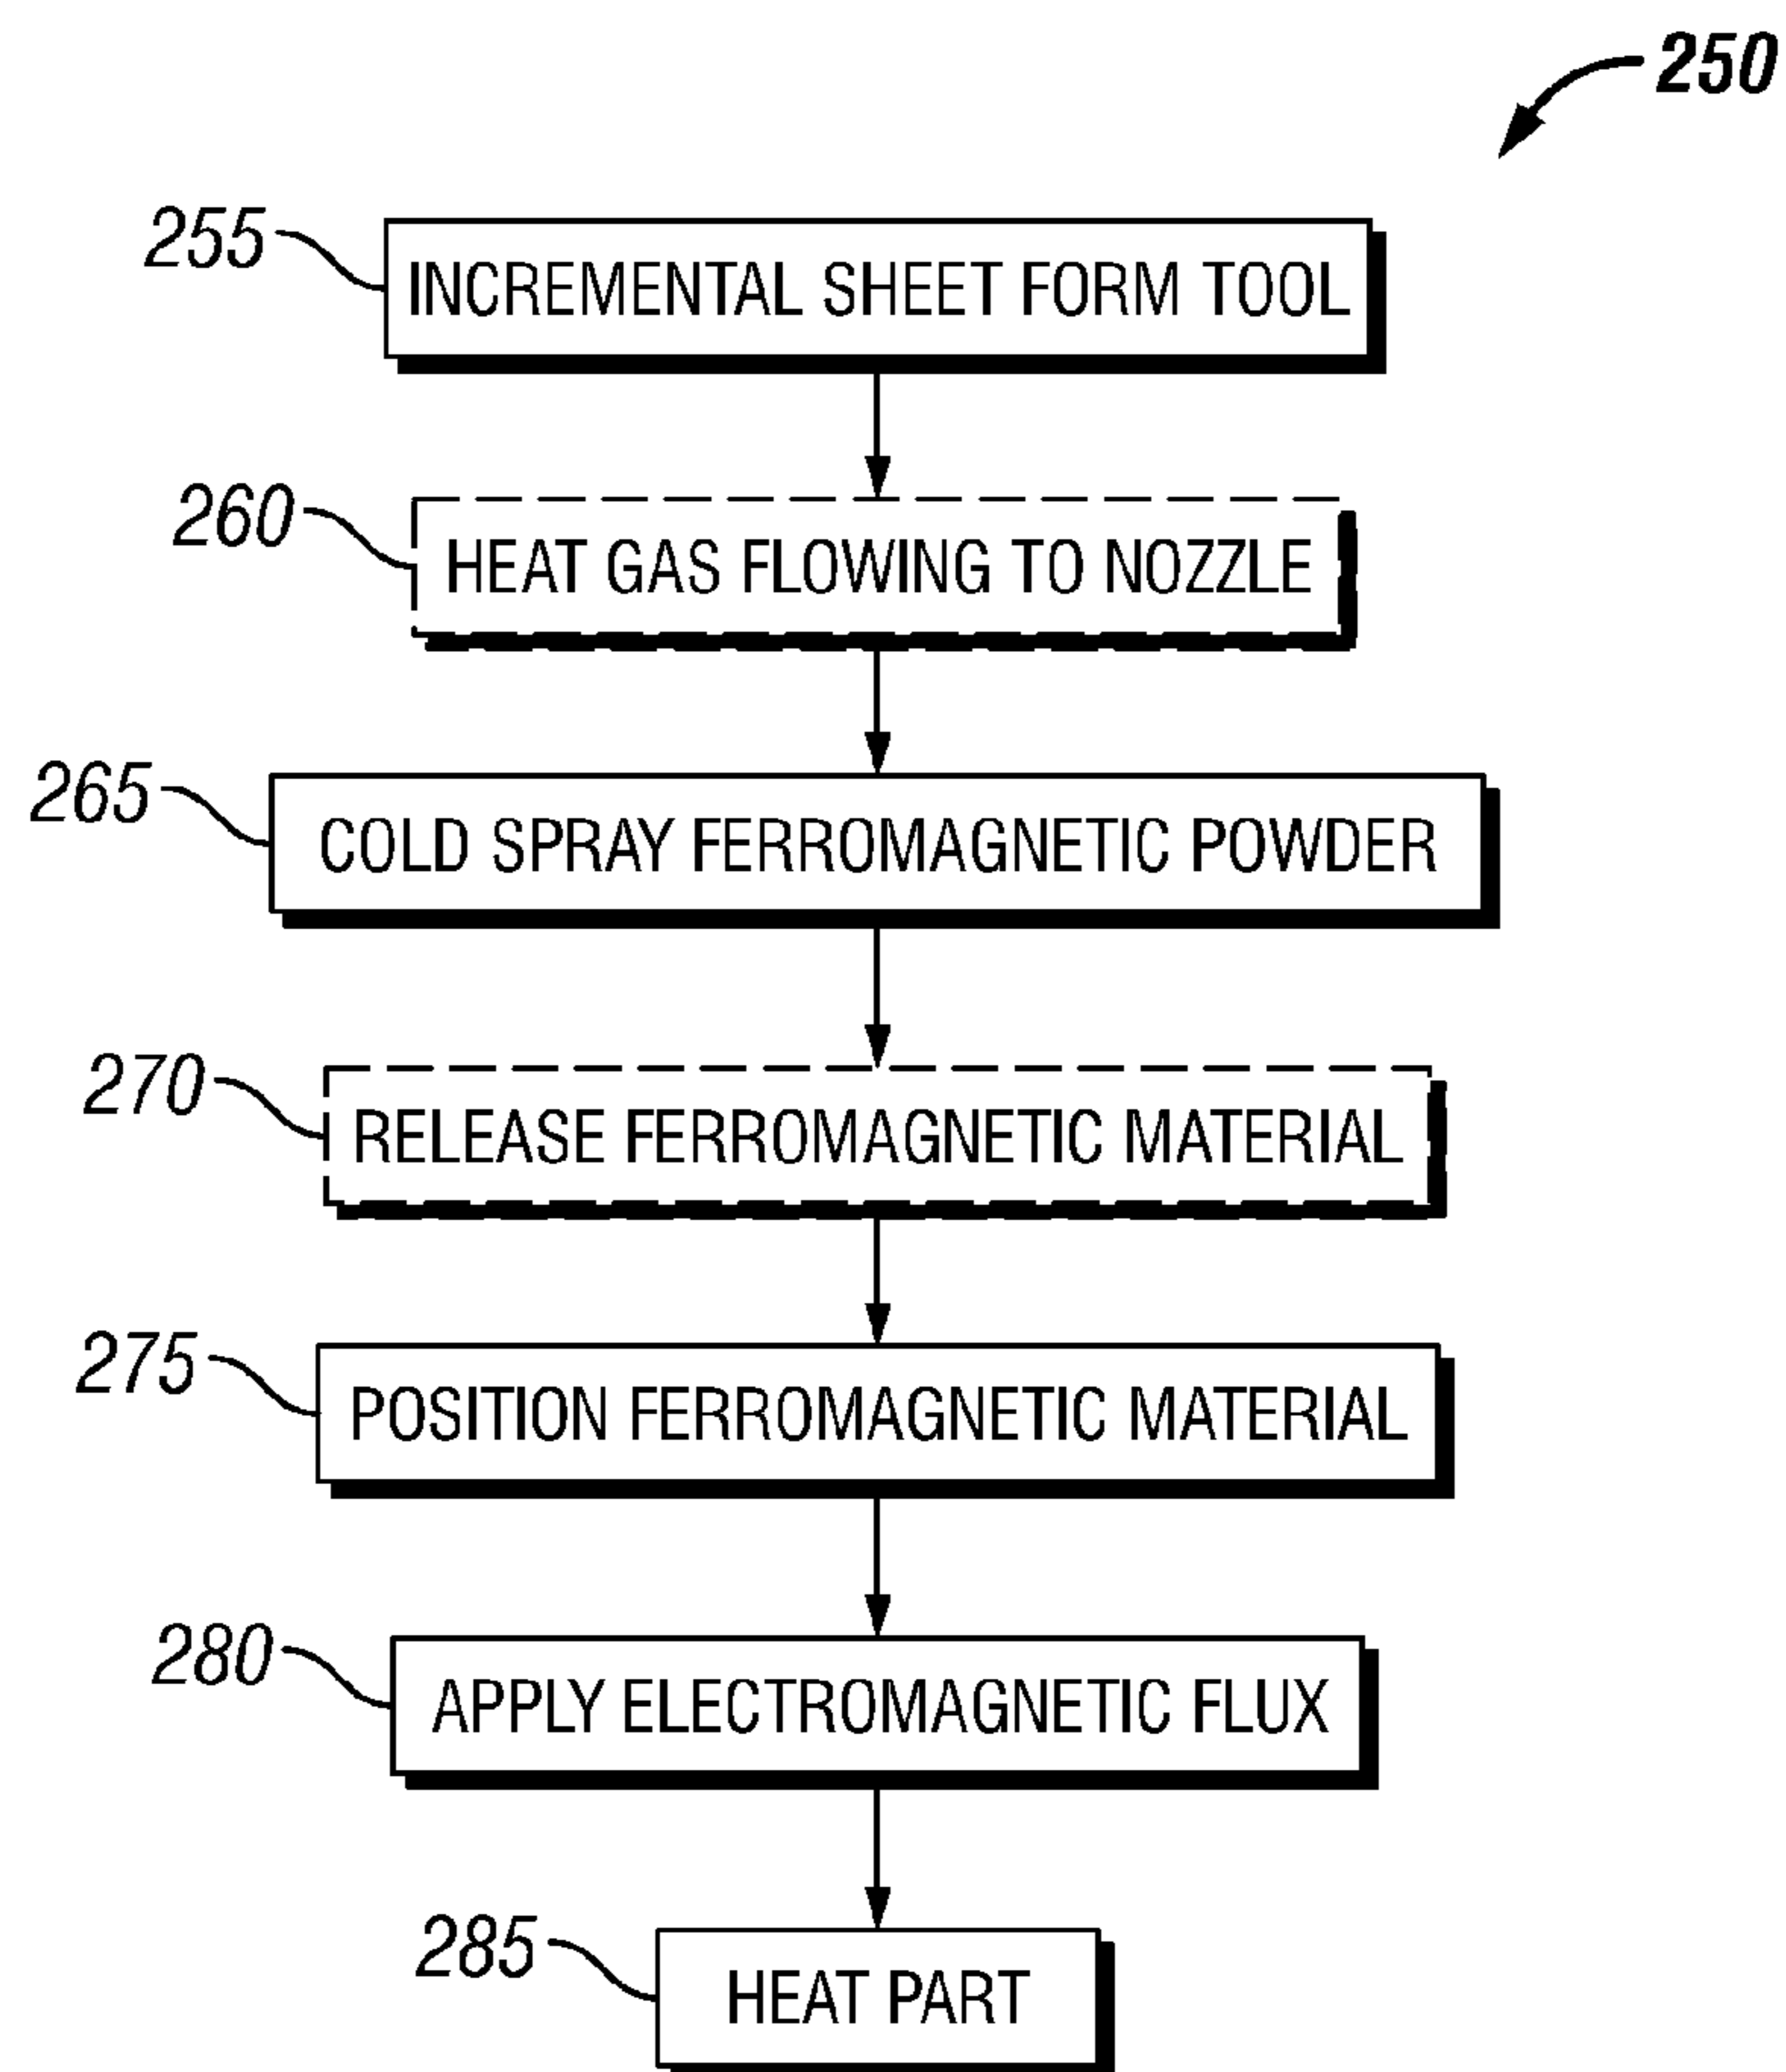 250
255
INCREMENTAL SHEET FORM TOOL
260
HEAT GAS FLOWING TO NOZZLE
265
COLD SPRAY FERROMAGNETIC POWDER
270
RELEASE FERROMAGNETIC MATERIAL
275
POSITION FERROMAGNETIC MATERIAL
280
APPLY ELECTROMAGNETIC FLUX
285
HEAT PART